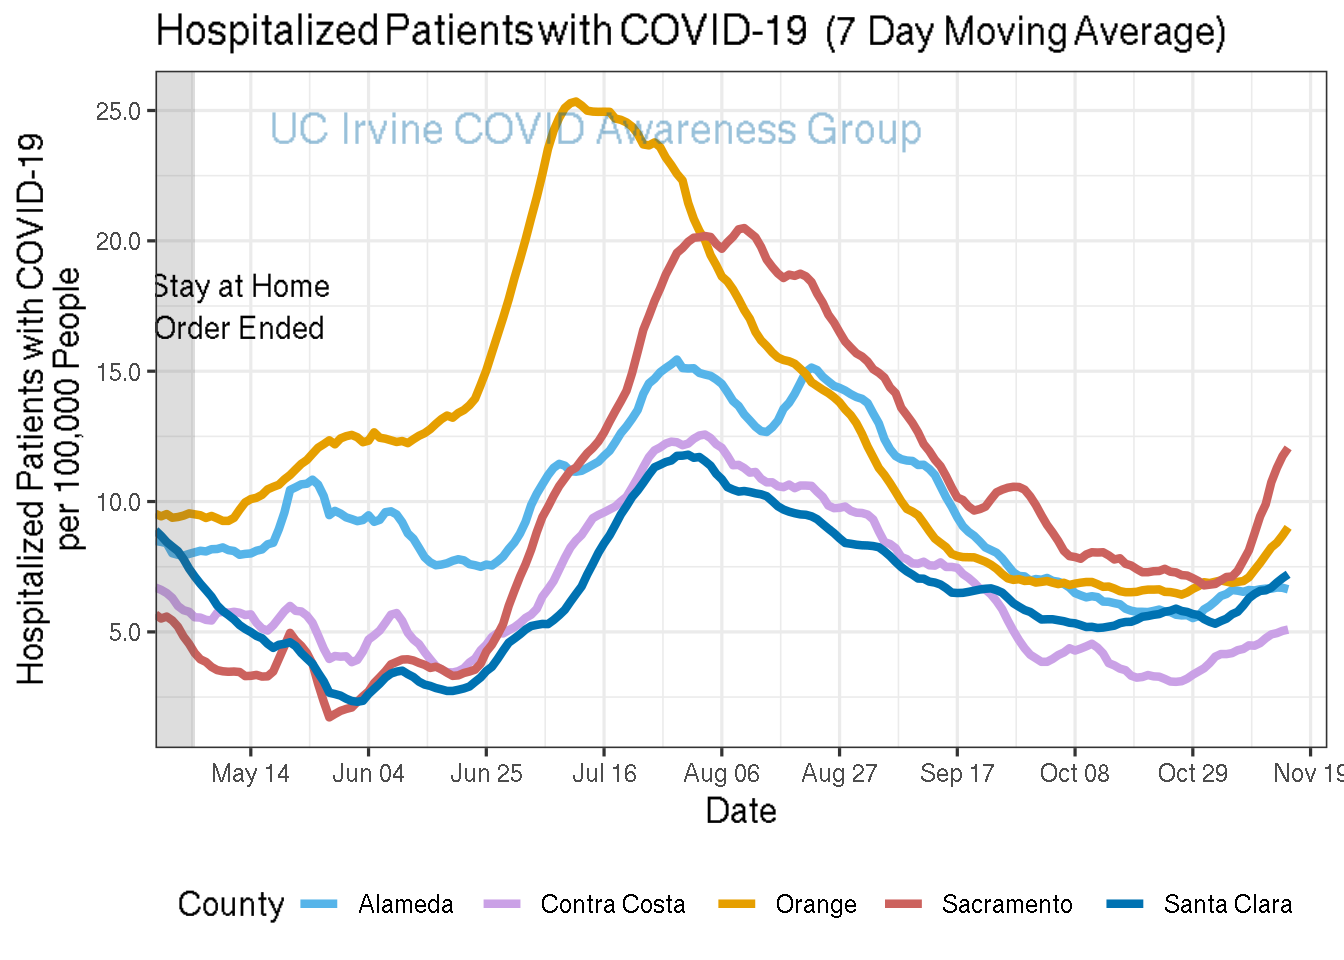 Hospitalized Patients with COVID-19 (7 Day Moving Average)
UC Irvine COVID Awareness Group
Hospitalized Patients with COVID-19
per 100,000 People
25.0
20.0
15.0
10.0
5.0
Stay at Home
Order Ended
May 14 Jun 04 Jun 25 Jul 16 Aug 06 Aug 27 Sep 17 Oct 08 Oct 29 Nov 19
Date
County Alameda Contra Costa Orange Sacramento Santa Clara